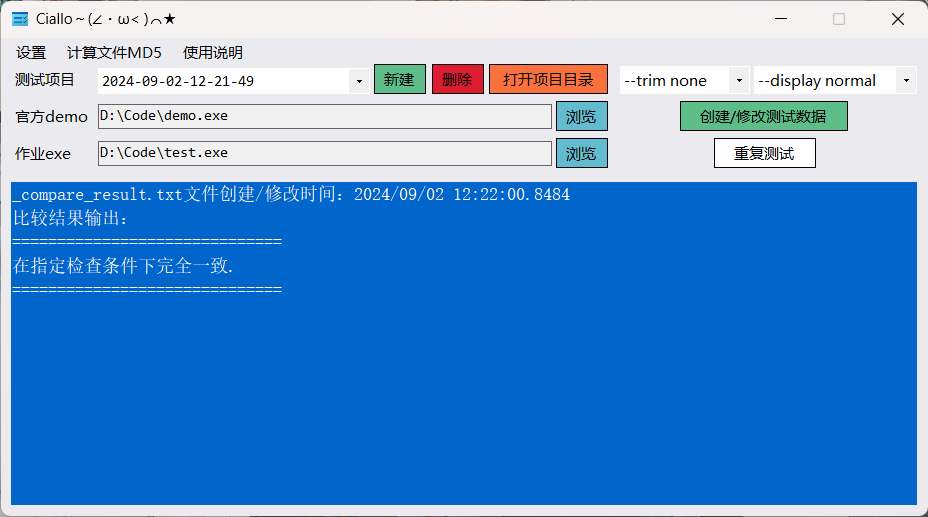 Ciallo～(∠・ω< )⌒★
设置 计算文件MD5 使用说明
测试项目 2024-09-02-12-21-49 新建 删除 打开项目目录 --trim none --display normal
官方demo D:\Code\demo.exe 浏览 创建/修改测试数据
作业exe D:\Code\test.exe 浏览 重复测试
_compare_result.txt文件创建/修改时间：2024/09/02 12:22:00.8484
比较结果输出：
==============================
在指定检查条件下完全一致.
==============================